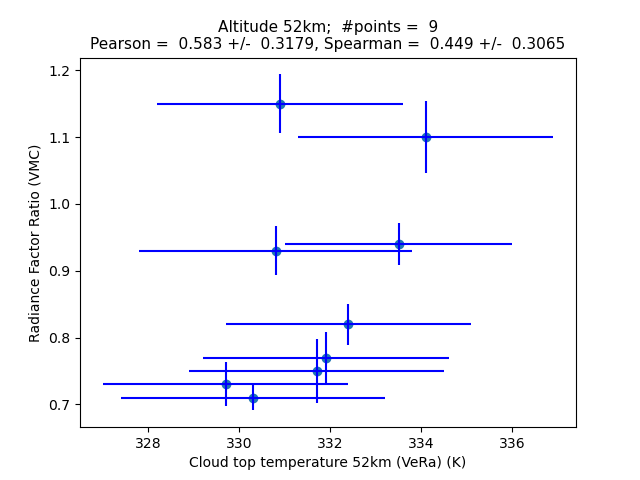 Altitude 52km;  #points =  9
Pearson =  0.583 +/-  0.3179, Spearman =  0.449 +/-  0.3065
1.2
1.1
1.0
0.9
0.8
0.7
Radiance Factor Ratio (VMC)
328 330 332 334 336
Cloud top temperature 52km (VeRa) (K)